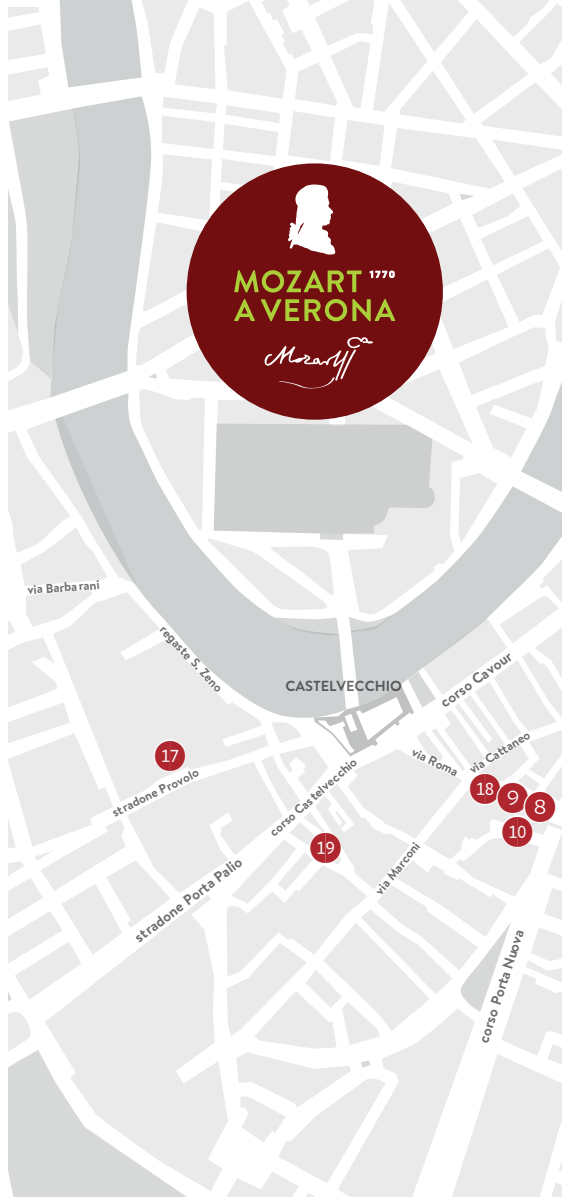 MOZART 1770
A VERONA
Mozart
via Barbarani
regaste S. Zeno
CASTELVECCHIO
corso Cavour
17
via Roma
via Cattaneo
stradone Provolo
18
9
8
corso Castelvecchio
10
19
via Marconi
stradone Porta Palio
corso Porta Nuova